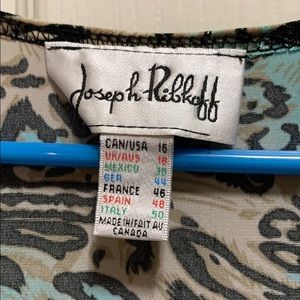 Joseph Ribkoff
CAN/USA 16
UK/AUS 18
MEXICO 38
GER 44
FRANCE 46
SPAIN 48
ITALY 50
MADE IN/FAIT AU
CANADA